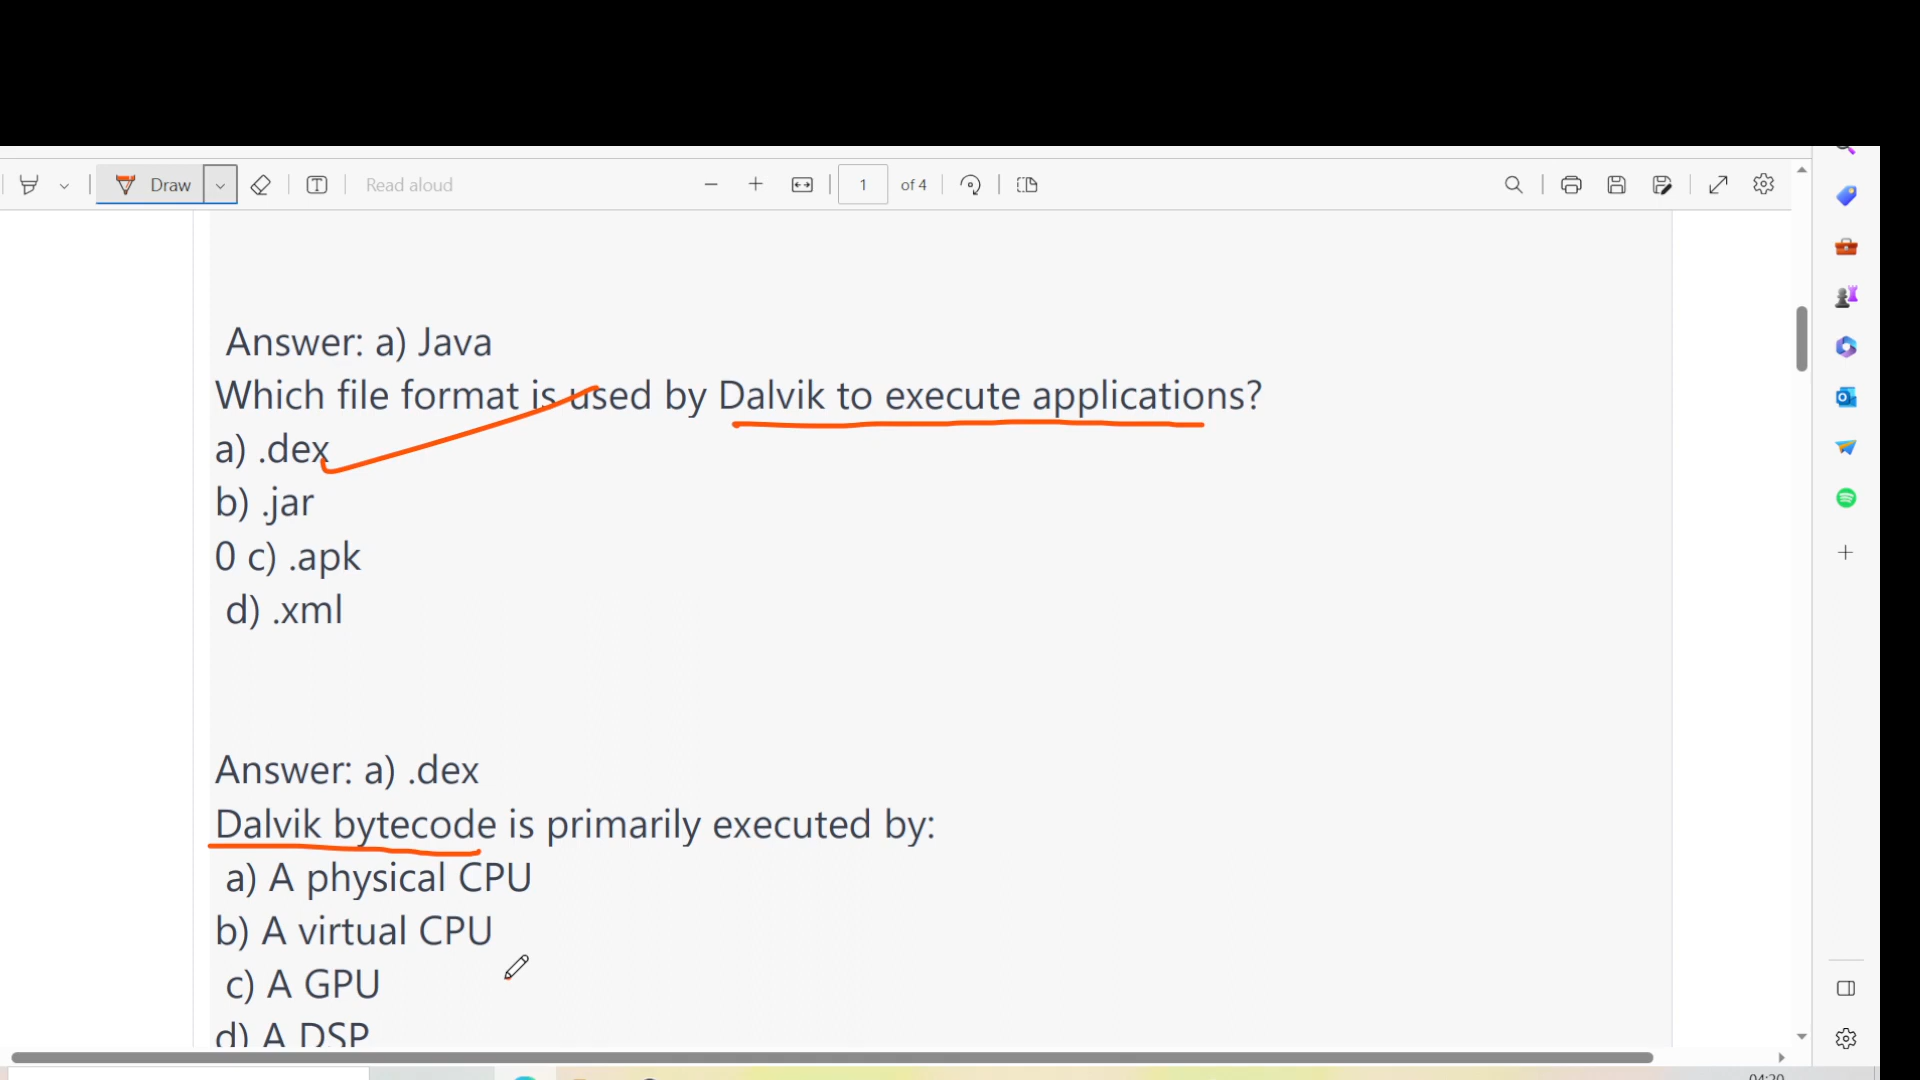 Draw
Read aloud
1
of 4
Answer: a) Java
Which file format is used by Dalvik to execute applications?
a) .dex
b) .jar
0 c) .apk
d) .xml
Answer: a) .dex
Dalvik bytecode is primarily executed by:
a) A physical CPU
b) A virtual CPU
c) A GPU
d) A DSP